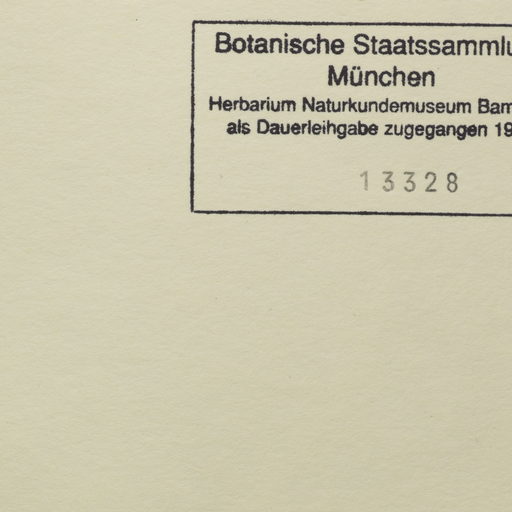 Botanische Staatssammlu
München
Herbarium Naturkundemuseum Bam
als Dauerleihgabe zugegangen 19
13328